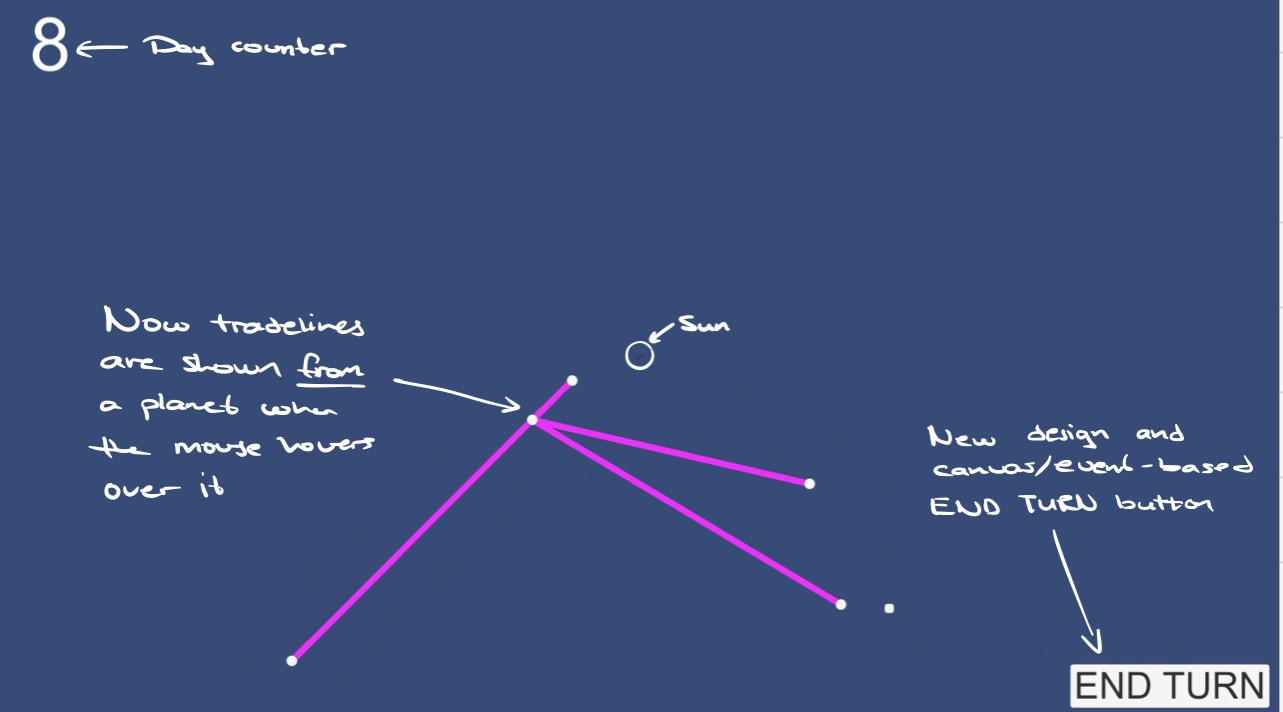 8 ← Day counter
Sun
Now tradelines
are shown from
a planet when
the mouse hovers
over it
New design and
canvas/event-based
END TURN button
END TURN